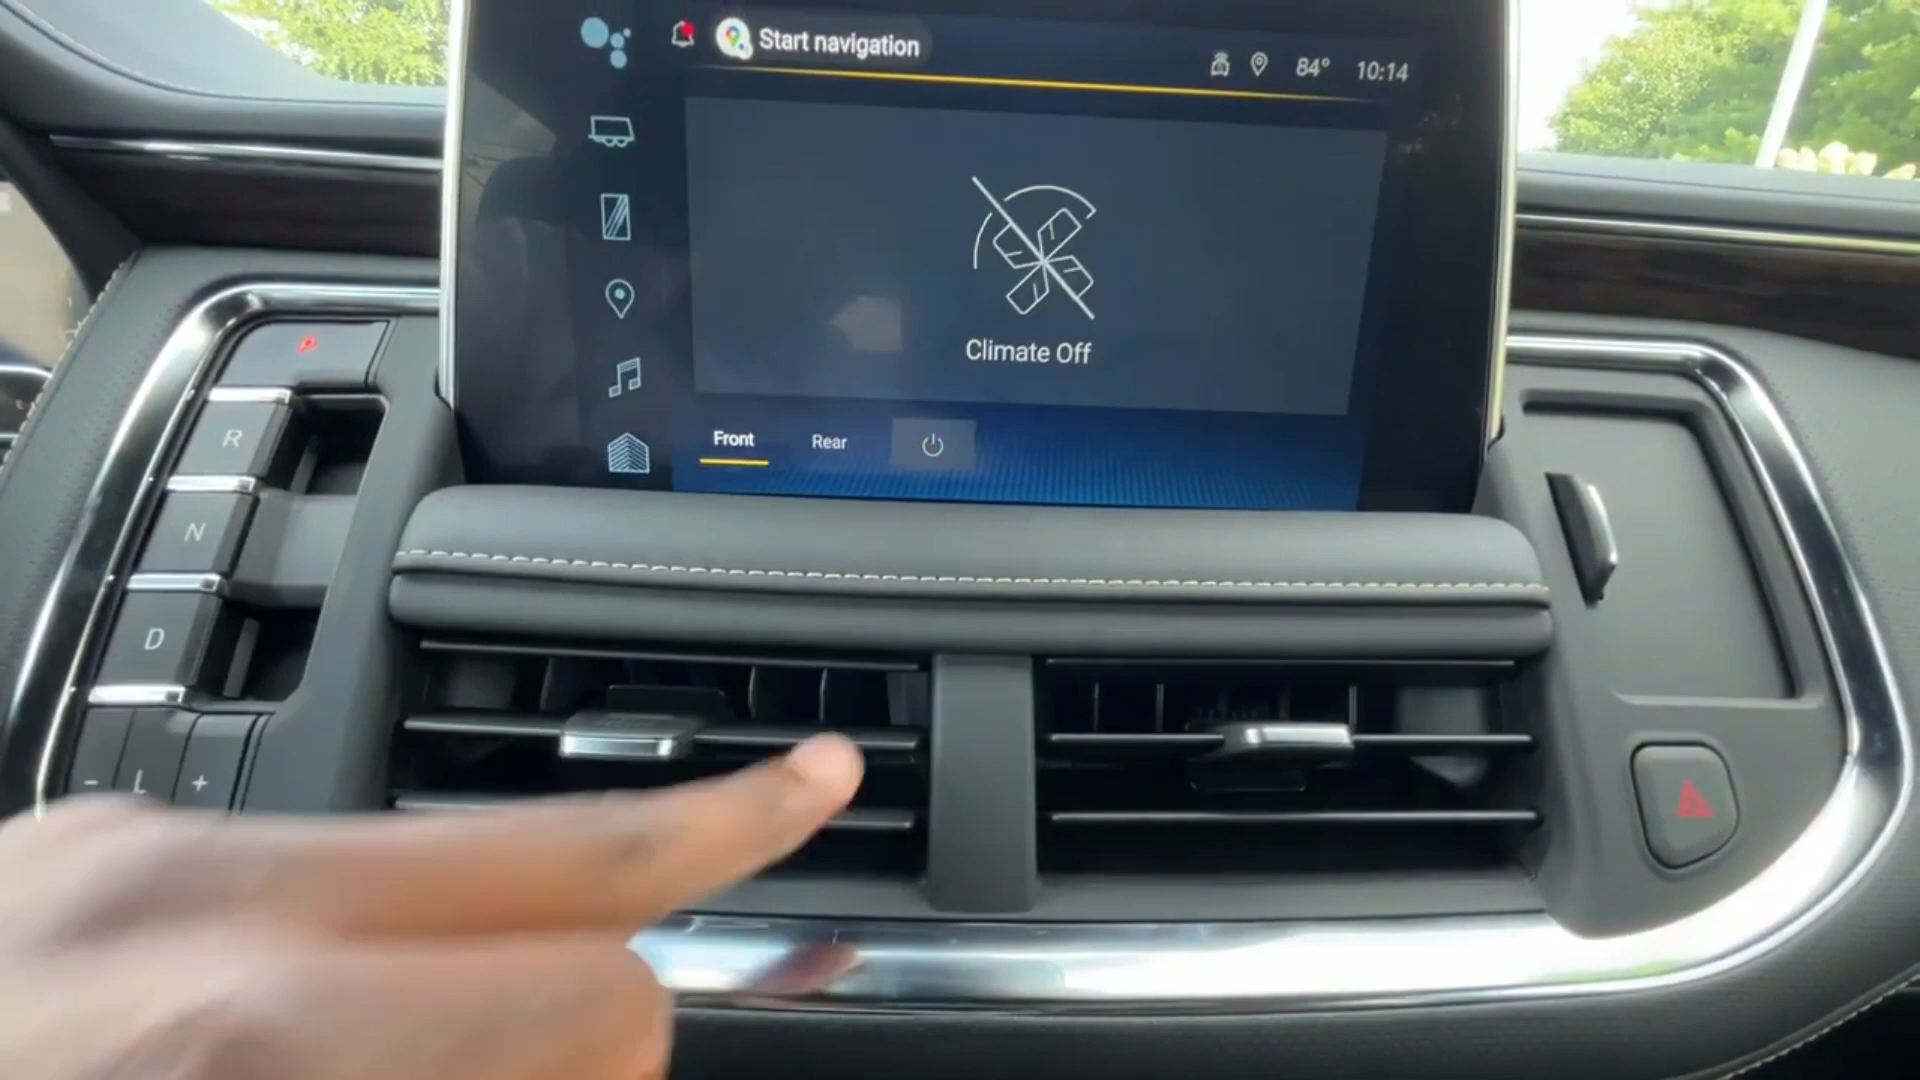 Start navigation
84° 10:14
Climate Off
Front Rear
P
R
N
D
- L +